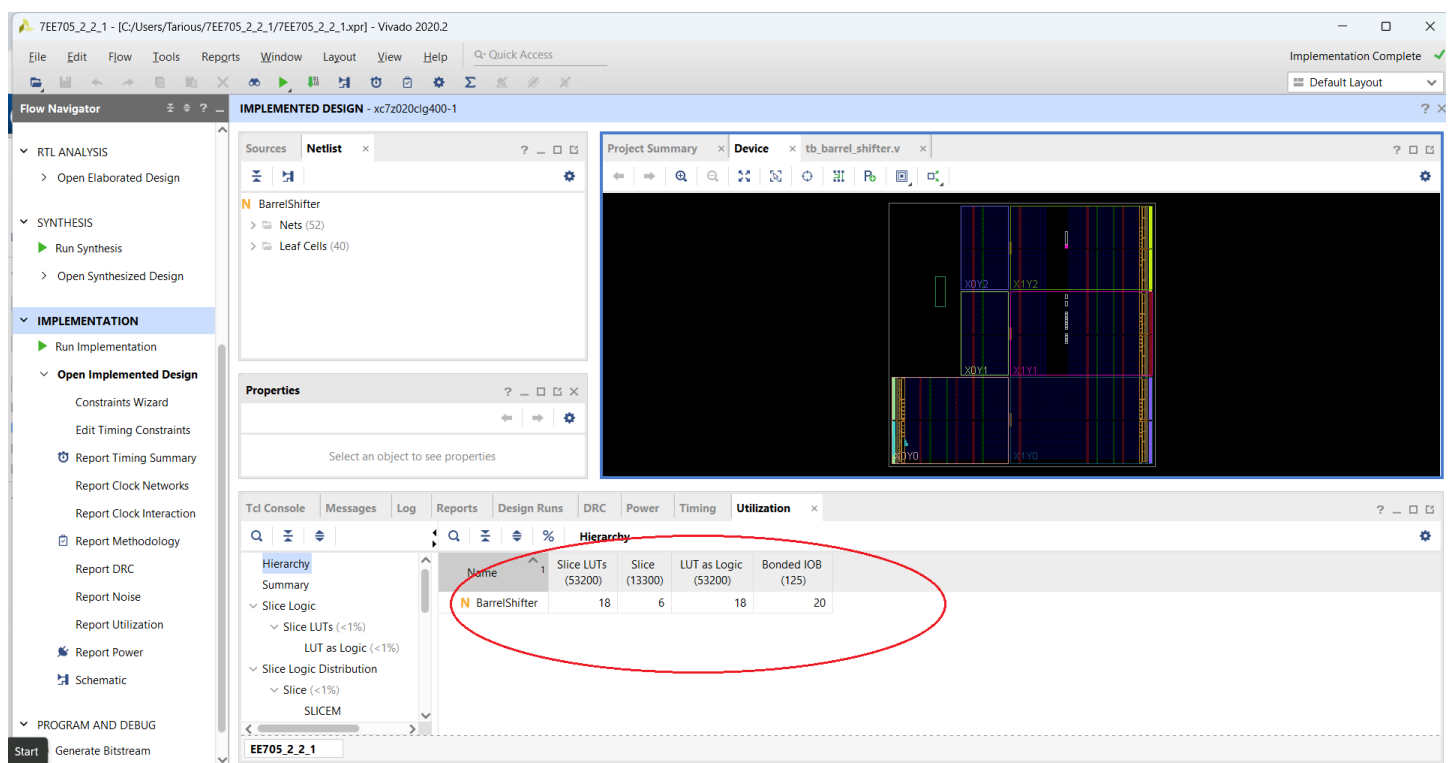 7EE705_2_2_1 - [C:/Users/Tarious/7EE705_2_2_1/7EE705_2_2_1.xpr] - Vivado 2020.2
File Edit Flow Tools Reports Window Layout View Help Quick Access
Implementation Complete
Default Layout
Flow Navigator
IMPLEMENTED DESIGN - xc7z020clg400-1
RTL ANALYSIS
Open Elaborated Design
SYNTHESIS
Run Synthesis
Open Synthesized Design
IMPLEMENTATION
Run Implementation
Open Implemented Design
Constraints Wizard
Edit Timing Constraints
Report Timing Summary
Report Clock Networks
Report Clock Interaction
Report Methodology
Report DRC
Report Noise
Report Utilization
Report Power
Schematic
PROGRAM AND DEBUG
Start Generate Bitstream
Sources Netlist
N BarrelShifter
Nets (52)
Leaf Cells (40)
Properties
Select an object to see properties
Project Summary Device tb_barrel_shifter.v
X0Y2 X1Y2
X0Y1 X1Y1
X0Y0 X1Y0
Tcl Console Messages Log Reports Design Runs DRC Power Timing Utilization
Hierarchy
Hierarchy
Summary
Slice Logic
Slice LUTs (<1%)
LUT as Logic (<1%)
Slice Logic Distribution
Slice (<1%)
SLICEM
Name 1 Slice LUTs (53200) Slice (13300) LUT as Logic (53200) Bonded IOB (125)
N BarrelShifter 18 6 18 20
EE705_2_2_1